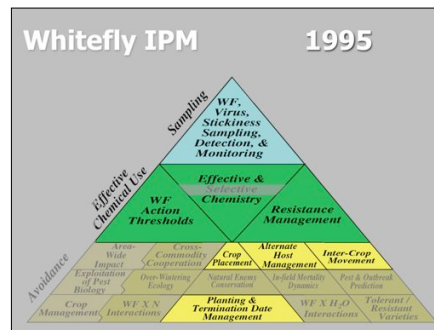 Whitefly IPM 1995
Sampling
WF,
Virus,
Stickiness
Sampling,
Detection, &
Monitoring
Effective
Chemical Use
WF
Action
Thresholds
Effective &
Selective
Chemistry
Resistance
Management
Avoidance
Area-
Wide
Impact
Cross-
Commodity
Cooperation
Crop
Placement
Alternate
Host
Management
Inter-Crop
Movement
Exploitation
of Pest
Biology
Over-Wintering
Ecology
Natural Enemy
Conservation
In-field Mortality
Dynamics
Pest & Outbreak
Prediction
Crop
Management
WF X N
Interactions
Planting &
Termination Date
Management
WF X H2O
Interactions
Tolerant /
Resistant
Varieties